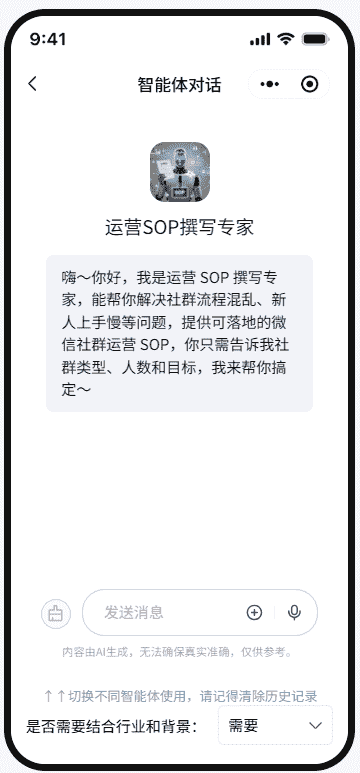 9:41
智能体对话
运营SOP撰写专家
嗨～你好，我是运营 SOP 撰写专
家，能帮你解决社群流程混乱、新
人上手慢等问题，提供可落地的微
信社群运营 SOP，你只需告诉我社
群类型、人数和目标，我来帮你搞
定～
发送消息
内容由AI生成，无法确保真实准确，仅供参考。
↑↑切换不同智能体使用，请记得清除历史记录
是否需要结合行业和背景： 需要